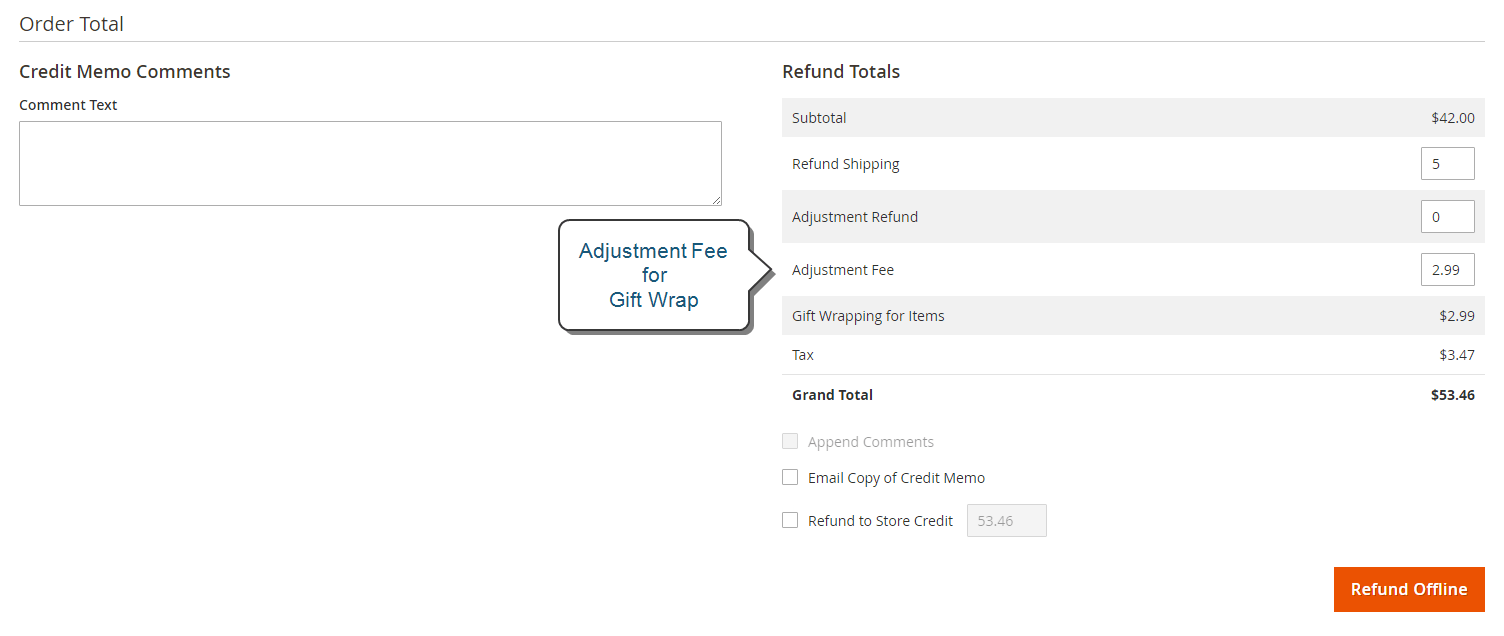 Order Total
Credit Memo Comments
Comment Text
Adjustment Fee
for
Gift Wrap
Refund Totals
Subtotal $42.00
Refund Shipping 5
Adjustment Refund 0
Adjustment Fee 2.99
Gift Wrapping for Items $2.99
Tax $3.47
Grand Total $53.46
Append Comments
Email Copy of Credit Memo
Refund to Store Credit 53.46
Refund Offline